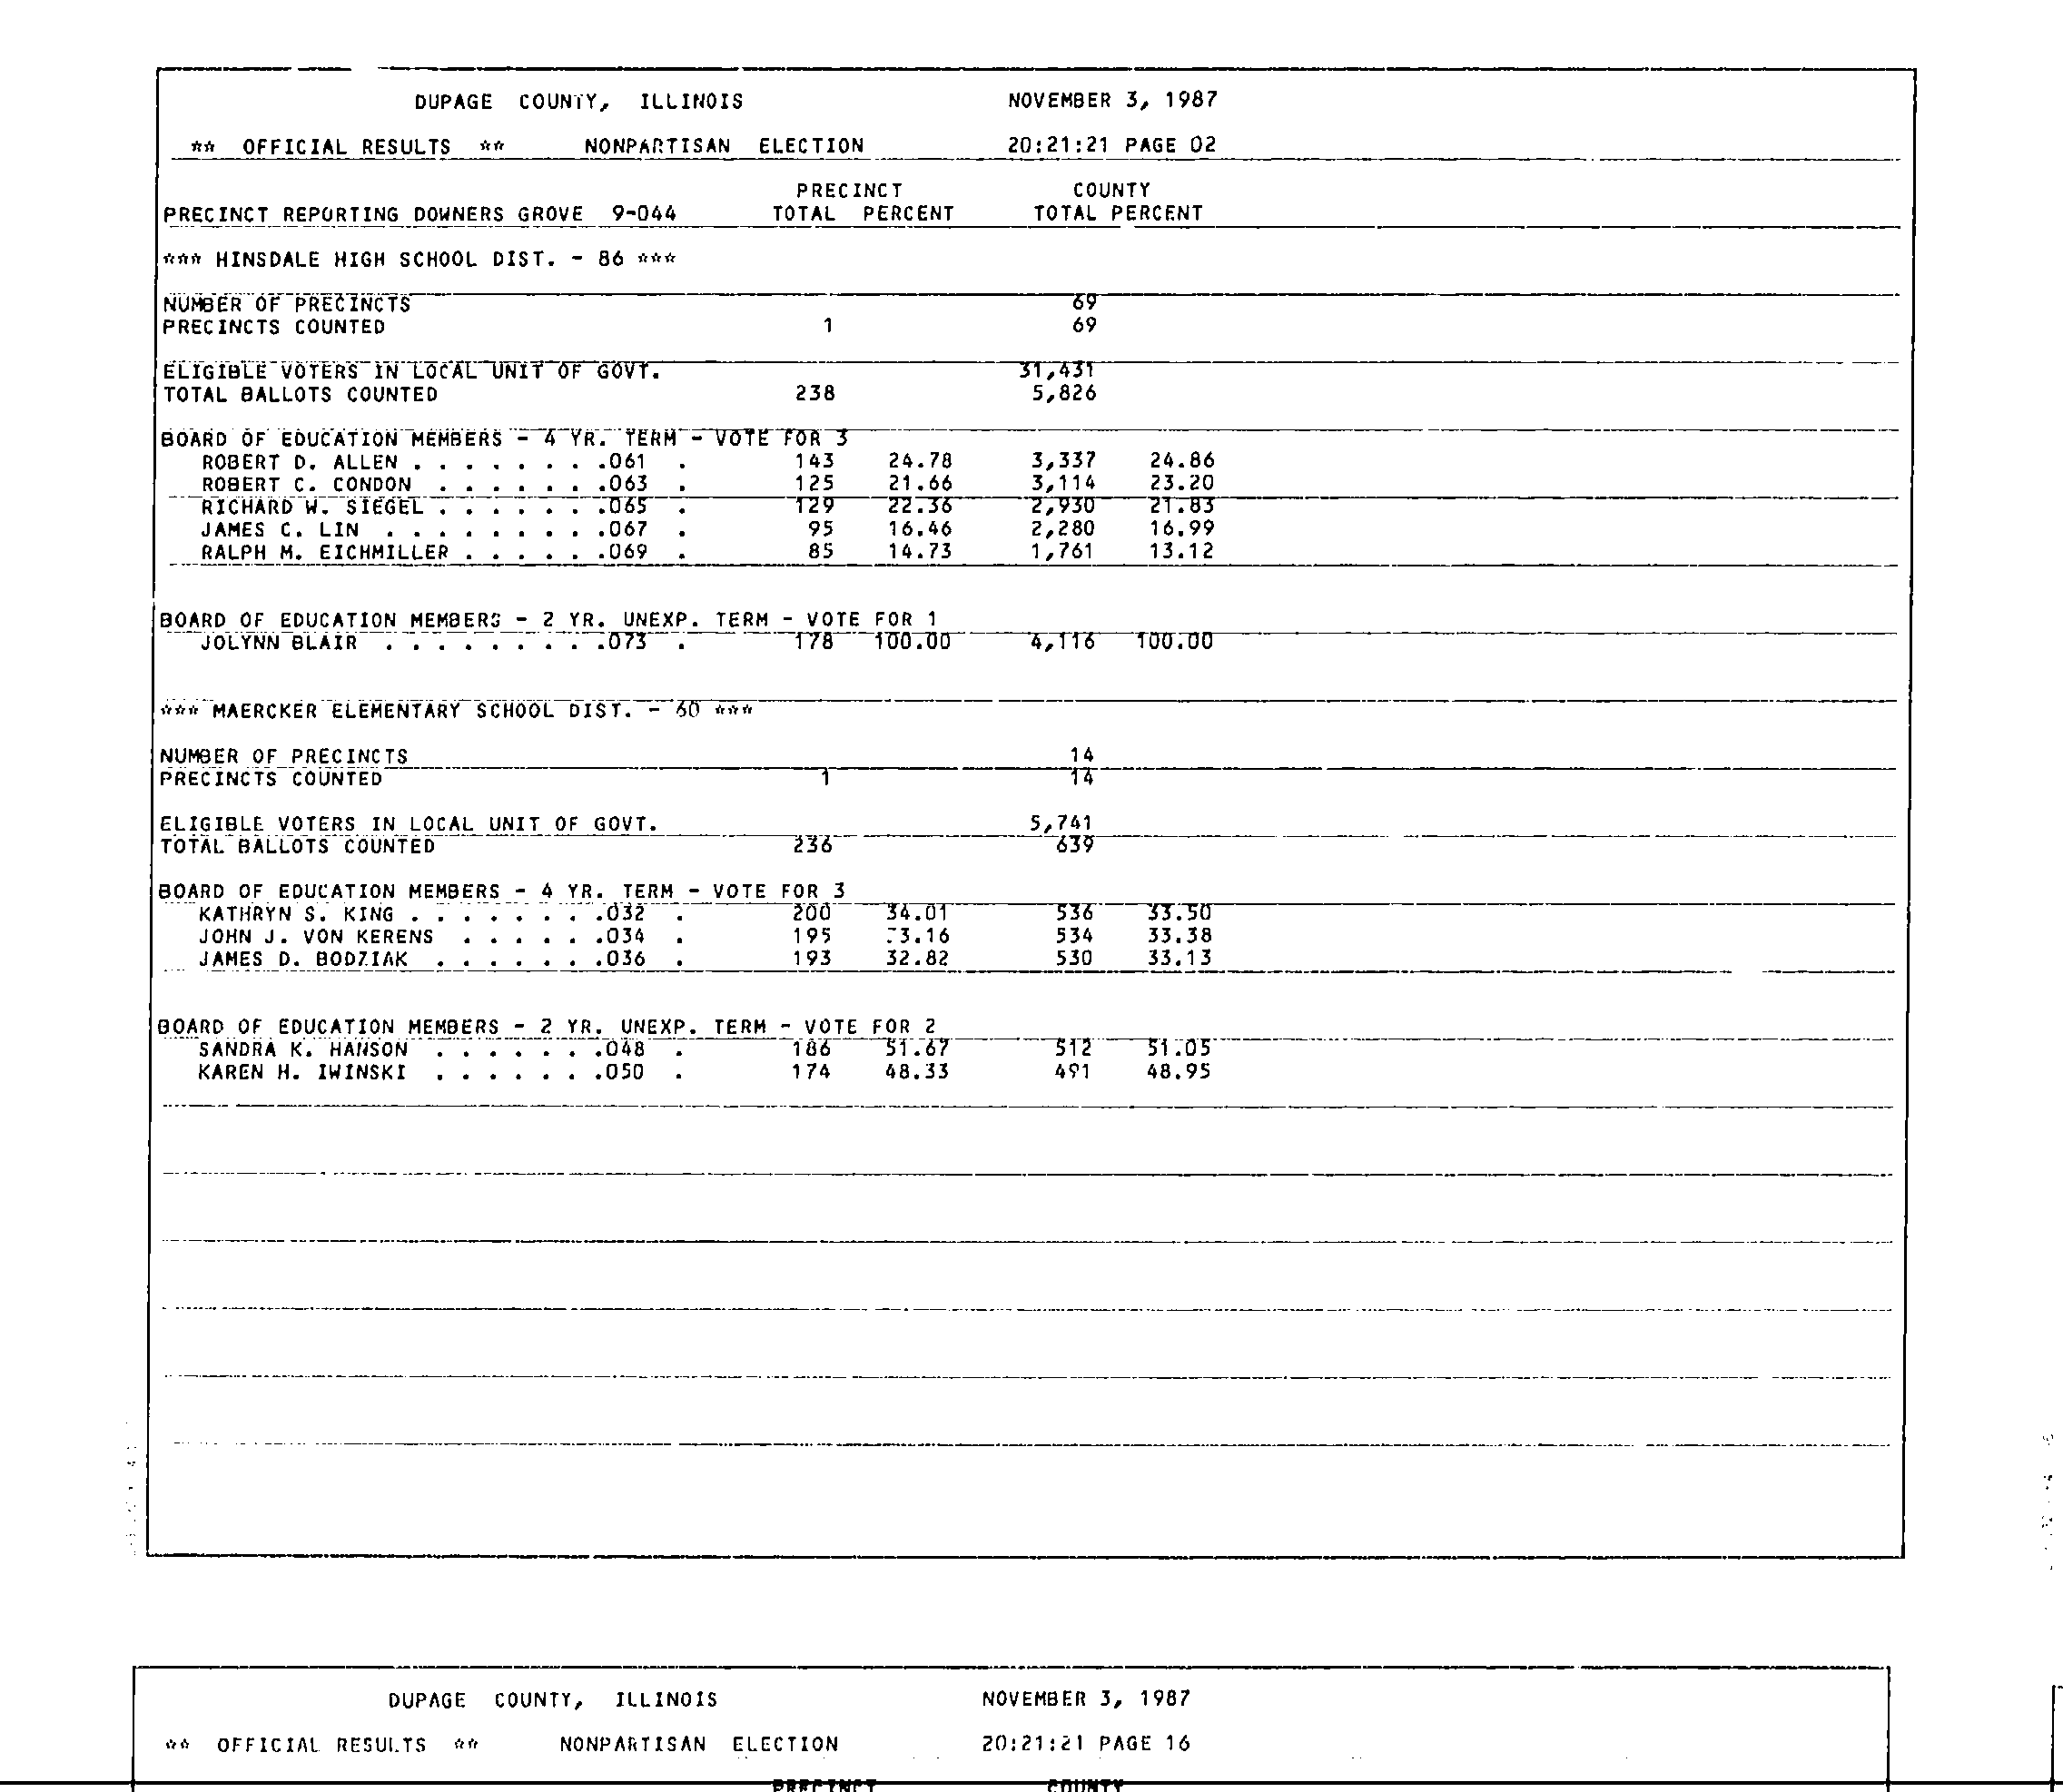 DUPAGE COUNTY, ILLINOIS NOVEMBER 3, 1987
** OFFICIAL RESULTS ** NONPARTISAN ELECTION 20:21:21 PAGE 02
PRECINCT COUNTY
PRECINCT REPORTING DOWNERS GROVE 9-044 TOTAL PERCENT TOTAL PERCENT
*** HINSDALE HIGH SCHOOL DIST. - 86 ***
NUMBER OF PRECINCTS 69
PRECINCTS COUNTED 1 69
ELIGIBLE VOTERS IN LOCAL UNIT OF GOVT. 31,431
TOTAL BALLOTS COUNTED 238 5,826
BOARD OF EDUCATION MEMBERS - 4 YR. TERM - VOTE FOR 3
ROBERT D. ALLEN . . . . . . . .061 . 143 24.78 3,337 24.86
ROBERT C. CONDON . . . . . . .063 . 125 21.66 3,114 23.20
RICHARD W. SIEGEL . . . . . . .065 . 129 22.36 2,930 21.83
JAMES C. LIN . . . . . . . . .067 . 95 16.46 2,280 16.99
RALPH M. EICHMILLER . . . . . .069 . 85 14.73 1,761 13.12
BOARD OF EDUCATION MEMBERS - 2 YR. UNEXP. TERM - VOTE FOR 1
JOLYNN BLAIR . . . . . . . . .073 . 178 100.00 4,116 100.00
*** MAERCKER ELEMENTARY SCHOOL DIST. - 60 ***
NUMBER OF PRECINCTS 14
PRECINCTS COUNTED 1 14
ELIGIBLE VOTERS IN LOCAL UNIT OF GOVT. 5,741
TOTAL BALLOTS COUNTED 236 639
BOARD OF EDUCATION MEMBERS - 4 YR. TERM - VOTE FOR 3
KATHRYN S. KING . . . . . . . .032 . 200 34.01 536 33.50
JOHN J. VON KERENS . . . . . .034 . 195 3.16 534 33.38
JAMES D. BODZIAK . . . . . . .036 . 193 32.82 530 33.13
BOARD OF EDUCATION MEMBERS - 2 YR. UNEXP. TERM - VOTE FOR 2
SANDRA K. HANSON . . . . . . .048 . 186 51.67 512 51.05
KAREN H. IWINSKI . . . . . . .050 . 174 48.33 491 48.95
DUPAGE COUNTY, ILLINOIS NOVEMBER 3, 1987
** OFFICIAL RESULTS ** NONPARTISAN ELECTION 20:21:21 PAGE 16
PRECINCT COUNTY